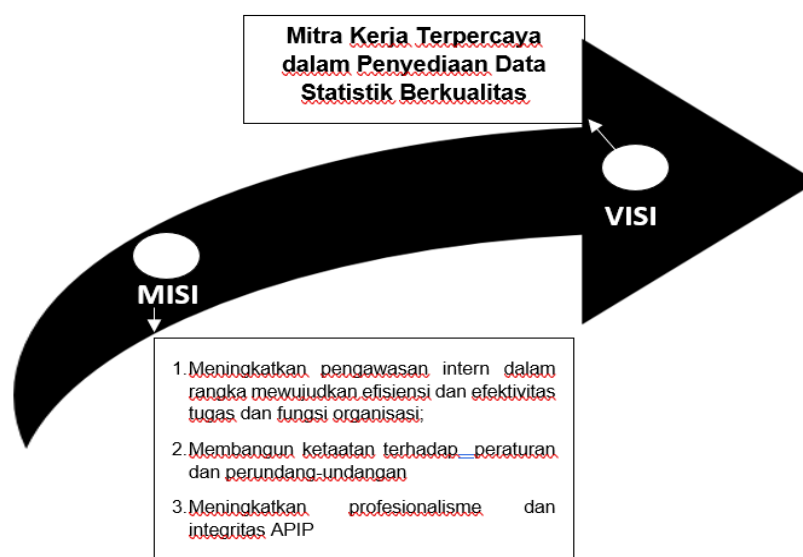 Mitra Kerja Terpercaya
dalam Penyediaan Data
Statistik Berkualitas
VISI
MISI
1. Meningkatkan pengawasan intern dalam
rangka mewujudkan efisiensi dan efektivitas
tugas dan fungsi organisasi;
2. Membangun ketaatan terhadap peraturan
dan perundang-undangan
3. Meningkatkan profesionalisme dan
integritas APIP